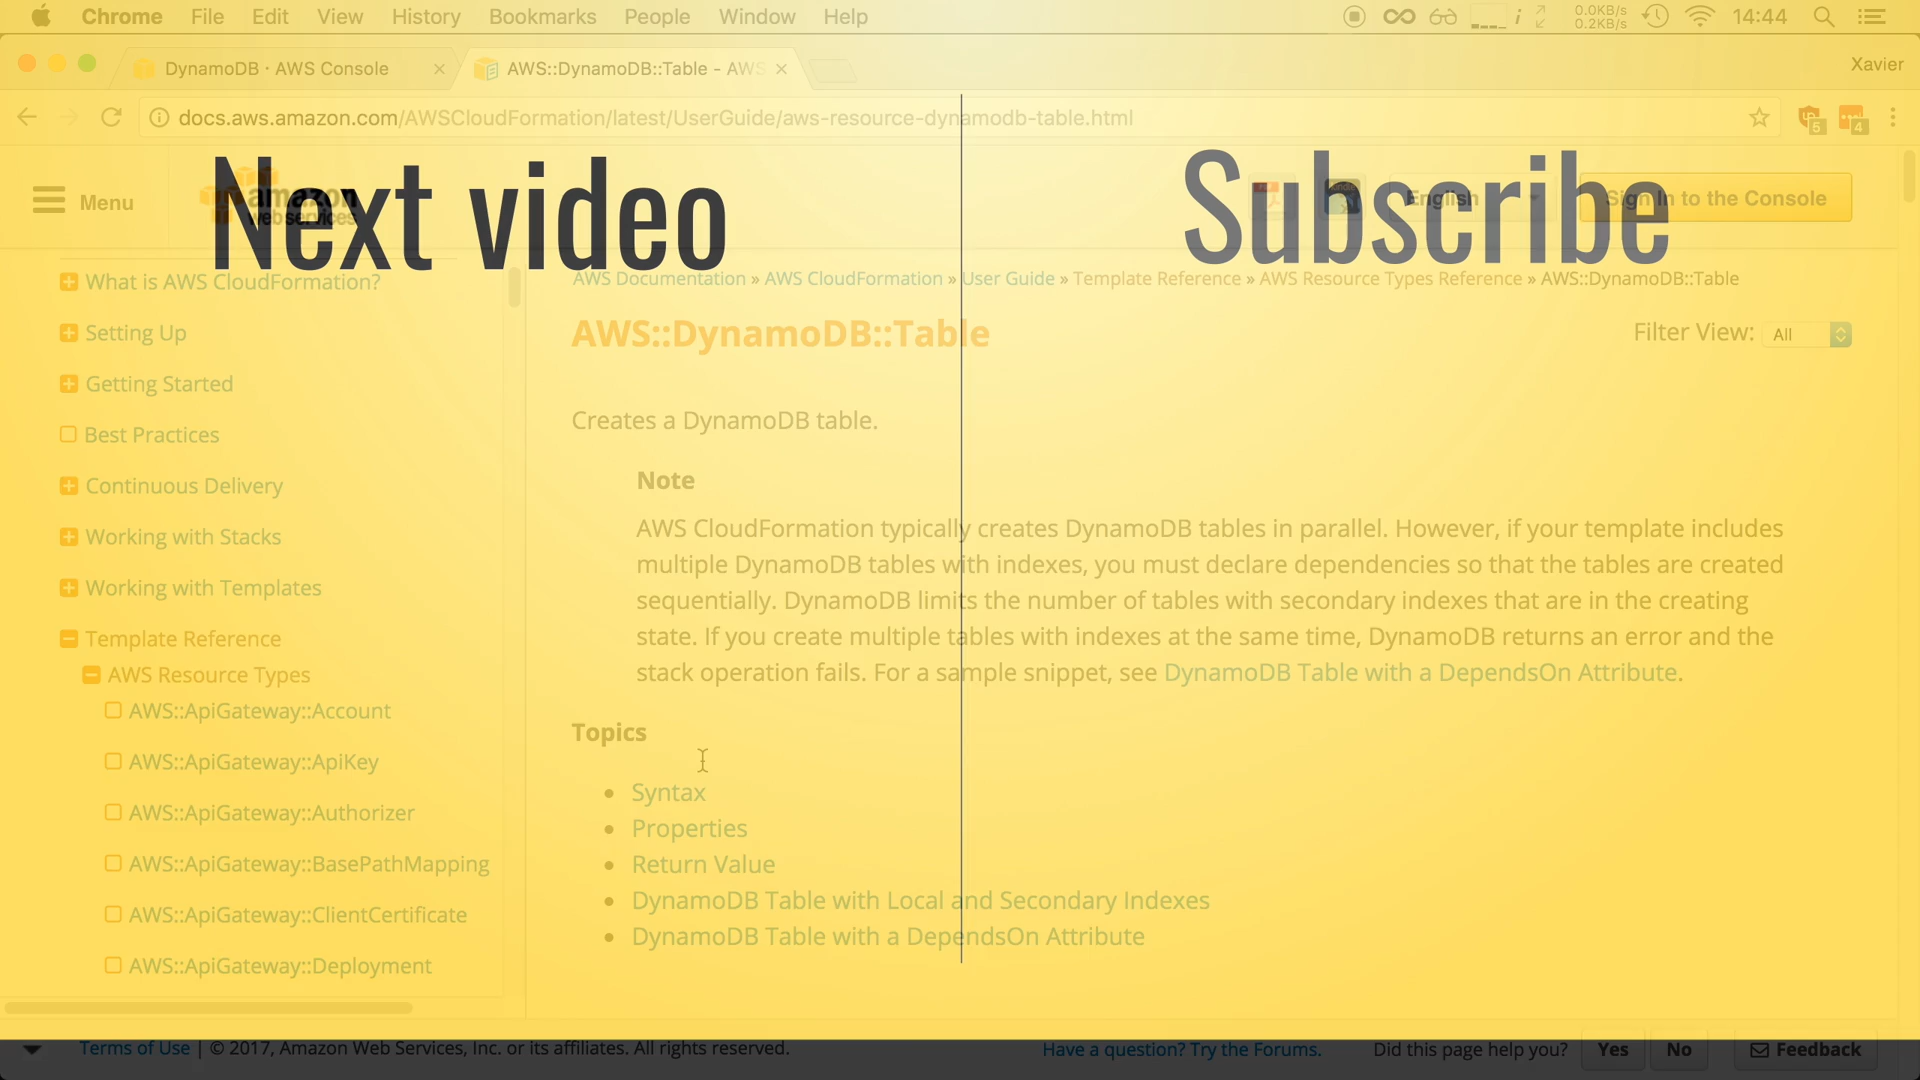 Chrome File Edit View History Bookmarks People Window Help
0.0KB/s
0.2KB/s
14:44
DynamoDB · AWS Console
AWS::DynamoDB::Table - AWS
Xavier
docs.aws.amazon.com/AWSCloudFormation/latest/UserGuide/aws-resource-dynamodb-table.html
5
4
Next video
Subscribe
Menu
amazon
web services
English
Sign In to the Console
AWS Documentation » AWS CloudFormation » User Guide » Template Reference » AWS Resource Types Reference » AWS::DynamoDB::Table
What is AWS CloudFormation?
Setting Up
Getting Started
Best Practices
Continuous Delivery
Working with Stacks
Working with Templates
Template Reference
AWS Resource Types
AWS::ApiGateway::Account
AWS::ApiGateway::ApiKey
AWS::ApiGateway::Authorizer
AWS::ApiGateway::BasePathMapping
AWS::ApiGateway::ClientCertificate
AWS::ApiGateway::Deployment
AWS::DynamoDB::Table
Filter View: All
Creates a DynamoDB table.
Note
AWS CloudFormation typically creates DynamoDB tables in parallel. However, if your template includes
multiple DynamoDB tables with indexes, you must declare dependencies so that the tables are created
sequentially. DynamoDB limits the number of tables with secondary indexes that are in the creating
state. If you create multiple tables with indexes at the same time, DynamoDB returns an error and the
stack operation fails. For a sample snippet, see DynamoDB Table with a DependsOn Attribute.
Topics
Syntax
Properties
Return Value
DynamoDB Table with Local and Secondary Indexes
DynamoDB Table with a DependsOn Attribute
Terms of Use | © 2017, Amazon Web Services, Inc. or its affiliates. All rights reserved.
Have a question? Try the Forums.
Did this page help you?
Yes
No
Feedback